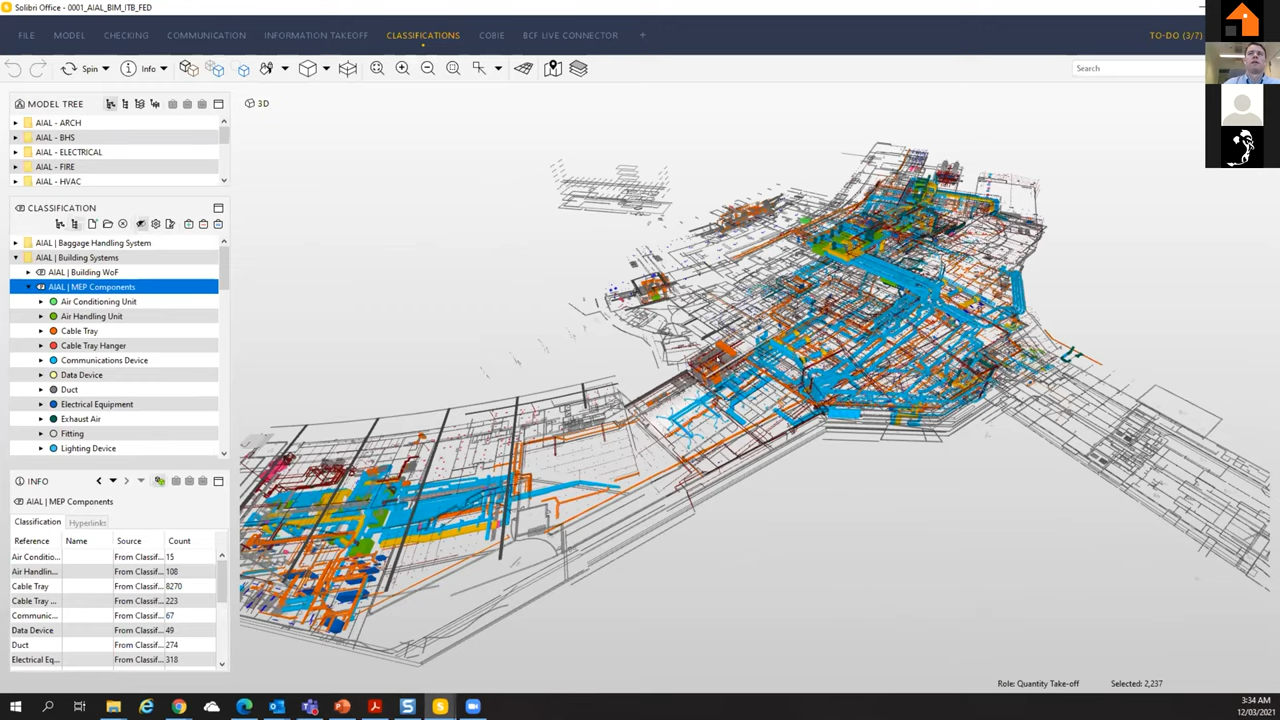 Solibri Office - 0001_AIAL_BIM_ITB_FED
FILE MODEL CHECKING COMMUNICATION INFORMATION TAKEOFF CLASSIFICATIONS COBIE BCF LIVE CONNECTOR + TO-DO (3/7)
Spin Info Search
MODEL TREE
3D
AIAL - ARCH
AIAL - BHS
AIAL - ELECTRICAL
AIAL - FIRE
AIAL - HVAC
CLASSIFICATION
AIAL | Baggage Handling System
AIAL | Building Systems
AIAL | Building WoF
AIAL | MEP Components
Air Conditioning Unit
Air Handling Unit
Cable Tray
Cable Tray Hanger
Communications Device
Data Device
Duct
Electrical Equipment
Exhaust Air
Fitting
Lighting Device
INFO
AIAL | MEP Components
Classification Hyperlinks
Reference Name Source Count
Air Conditio... From Classif... 15
Air Handlin... From Classif... 108
Cable Tray From Classif... 8270
Cable Tray ... From Classif... 223
Communic... From Classif... 67
Data Device From Classif... 49
Duct From Classif... 274
Electrical Eq... From Classif... 318
Role: Quantity Take-off Selected: 2,237
3:34 AM
12/03/2021